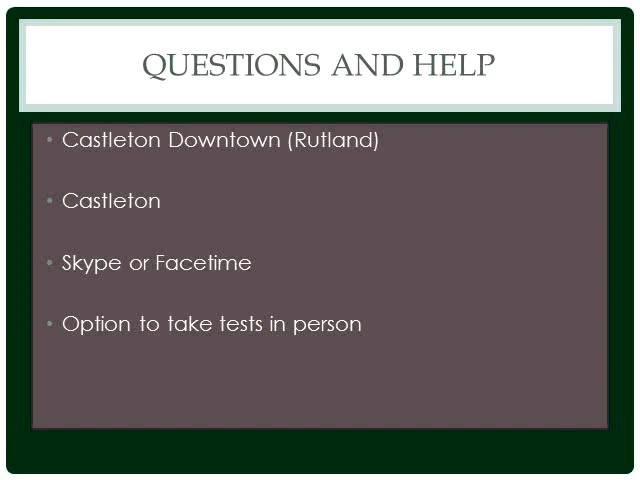 QUESTIONS AND HELP
• Castleton Downtown (Rutland)
• Castleton
• Skype or Facetime
• Option to take tests in person